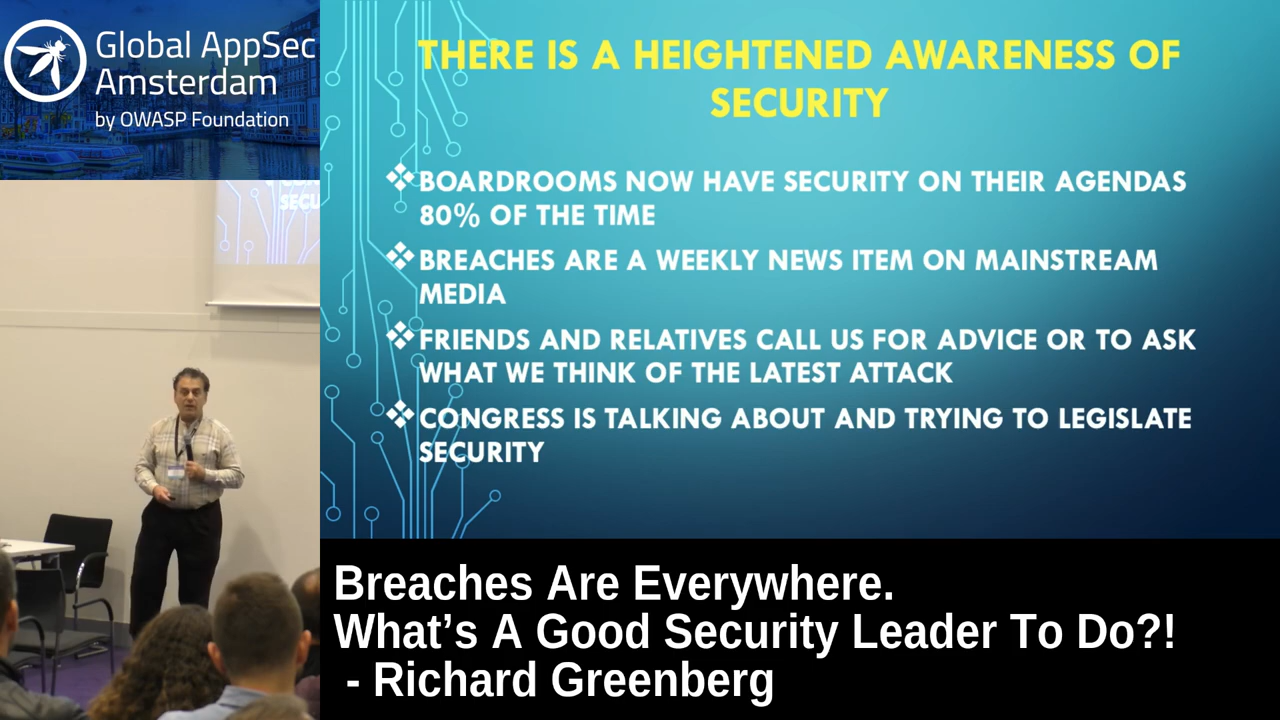 Global AppSec
Amsterdam
by OWASP Foundation
THERE IS A HEIGHTENED AWARENESS OF
SECURITY
❖BOARDROOMS NOW HAVE SECURITY ON THEIR AGENDAS
80% OF THE TIME
❖BREACHES ARE A WEEKLY NEWS ITEM ON MAINSTREAM
MEDIA
❖FRIENDS AND RELATIVES CALL US FOR ADVICE OR TO ASK
WHAT WE THINK OF THE LATEST ATTACK
❖CONGRESS IS TALKING ABOUT AND TRYING TO LEGISLATE
SECURITY
Breaches Are Everywhere.
What’s A Good Security Leader To Do?!
- Richard Greenberg